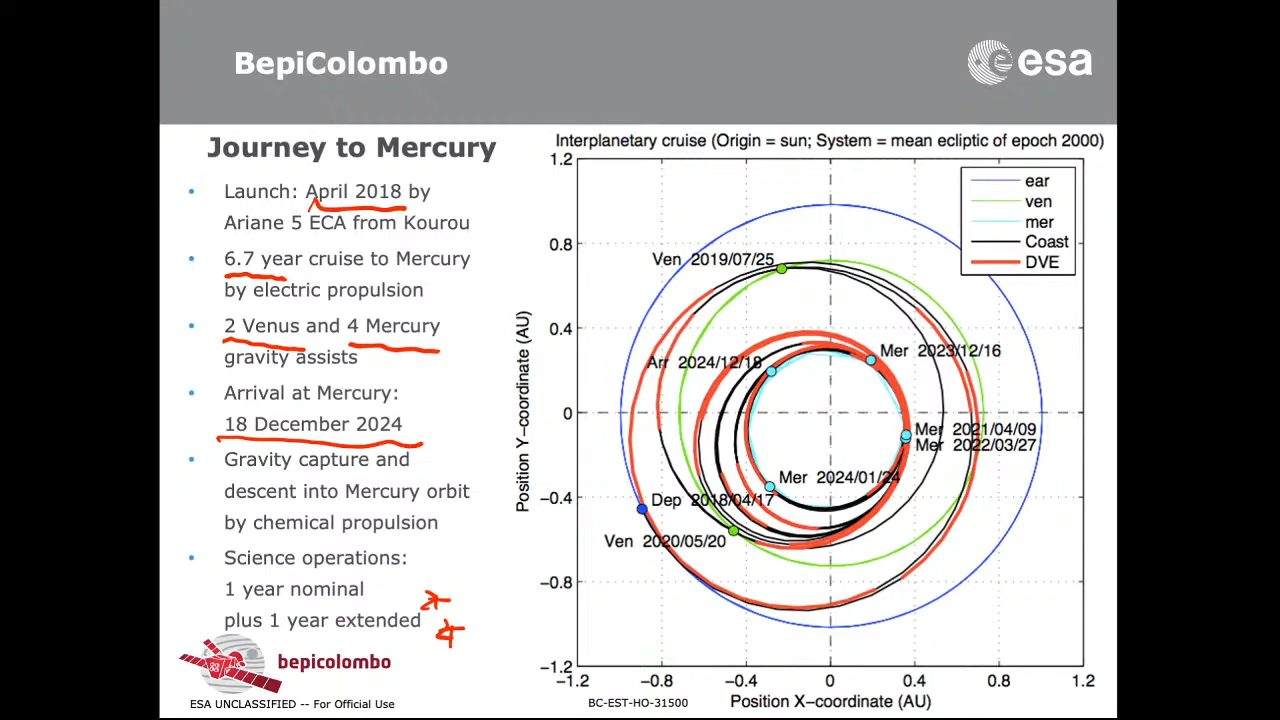 BepiColombo
esa
Journey to Mercury
• Launch: April 2018 by
Ariane 5 ECA from Kourou
• 6.7 year cruise to Mercury
by electric propulsion
• 2 Venus and 4 Mercury
gravity assists
• Arrival at Mercury:
18 December 2024
• Gravity capture and
descent into Mercury orbit
by chemical propulsion
• Science operations:
1 year nominal
plus 1 year extended
bepicolombo
ESA UNCLASSIFIED -- For Official Use
Interplanetary cruise (Origin = sun; System = mean ecliptic of epoch 2000)
1.2
0.8
0.4
0
−0.4
−0.8
−1.2
Position Y−coordinate (AU)
ear
ven
mer
Coast
DVE
Ven 2019/07/25
Mer 2023/12/16
Arr 2024/12/18
Mer 2021/04/09
Mer 2022/03/27
Mer 2024/01/24
Dep 2018/04/17
Ven 2020/05/20
−1.2 −0.8 −0.4 0 0.4 0.8 1.2
Position X−coordinate (AU)
BC-EST-HO-31500